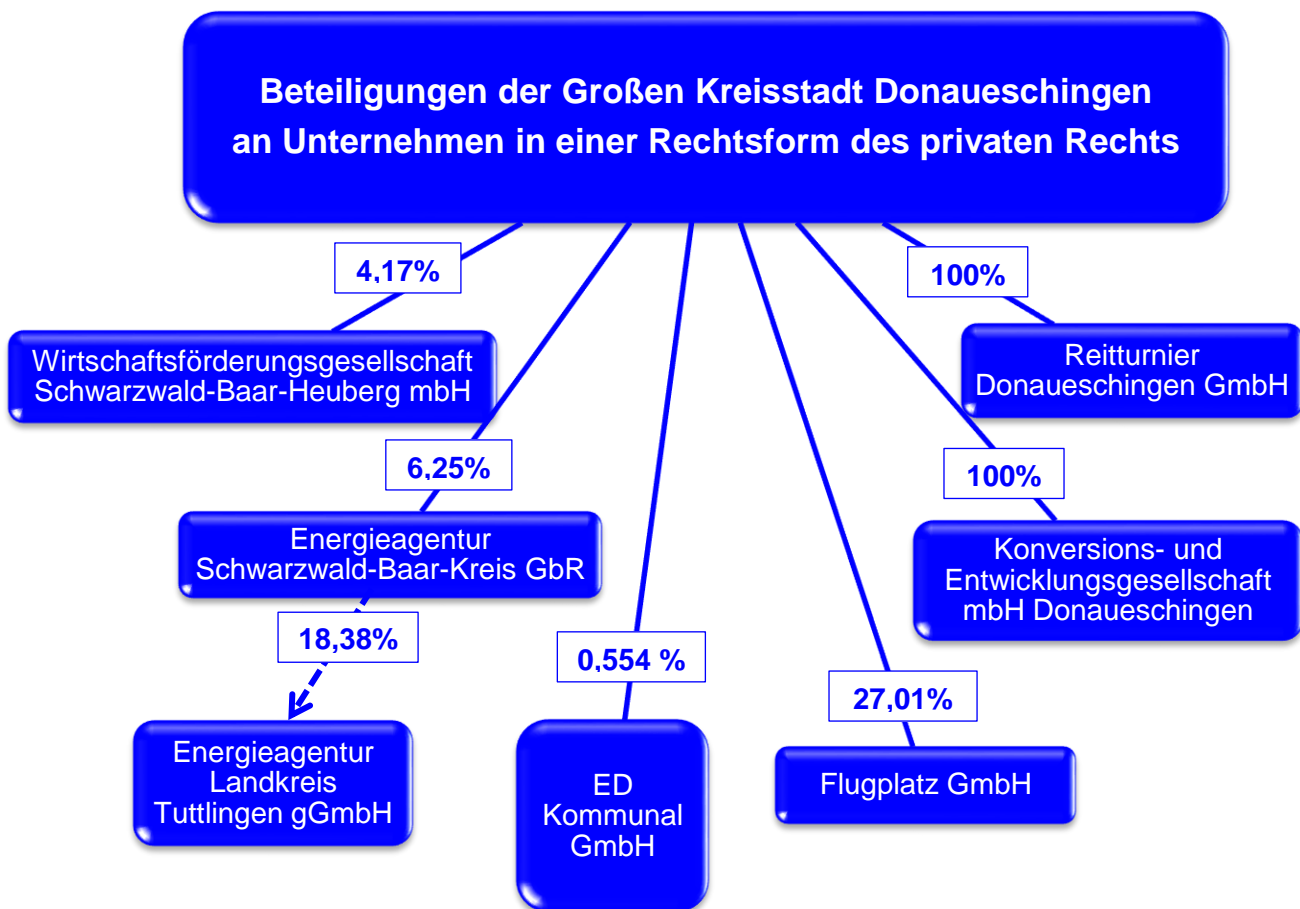 Beteiligungen der Großen Kreisstadt Donaueschingen
an Unternehmen in einer Rechtsform des privaten Rechts
4,17%
100%
Wirtschaftsförderungsgesellschaft
Schwarzwald-Baar-Heuberg mbH
Reitturnier
Donaueschingen GmbH
6,25%
100%
Energieagentur
Schwarzwald-Baar-Kreis GbR
Konversions- und
Entwicklungsgesellschaft
mbH Donaueschingen
18,38%
0,554 %
27,01%
Energieagentur
Landkreis
Tuttlingen gGmbH
ED
Kommunal
GmbH
Flugplatz GmbH